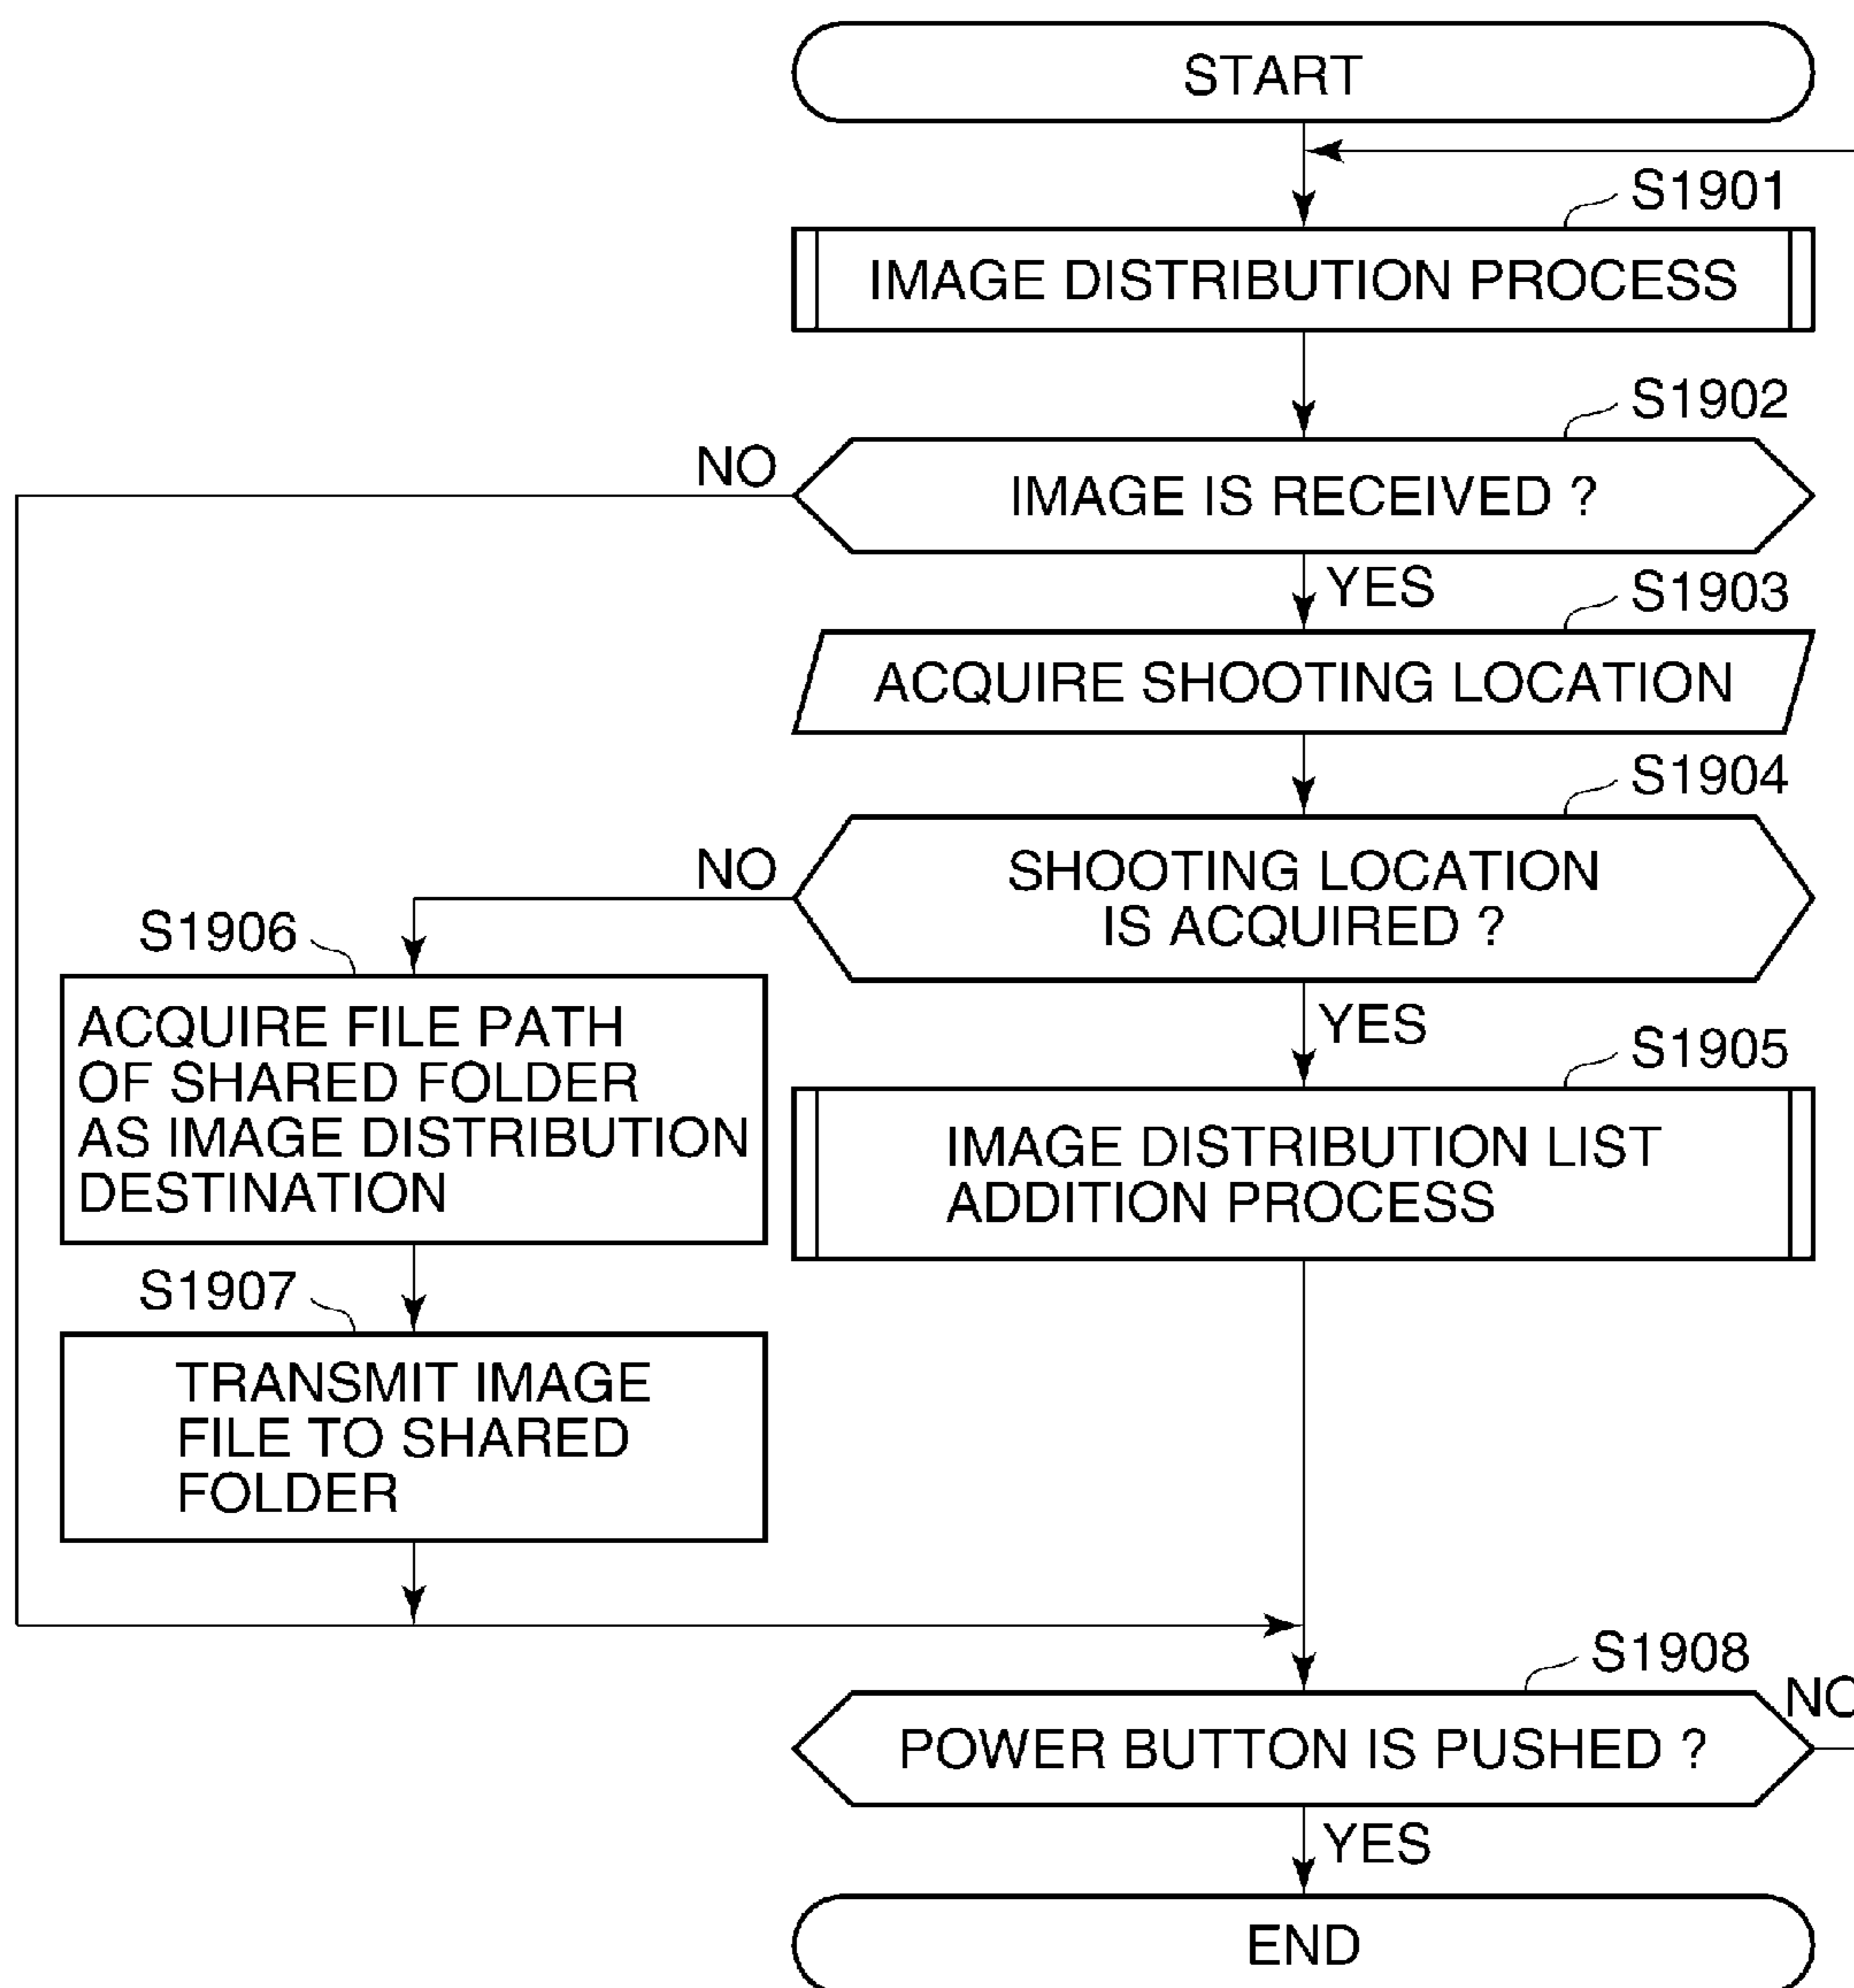 START
S1901
IMAGE DISTRIBUTION PROCESS
S1902
NO
IMAGE IS RECEIVED ?
YES
S1903
ACQUIRE SHOOTING LOCATION
S1904
NO
SHOOTING LOCATION
IS ACQUIRED ?
S1906
YES
ACQUIRE FILE PATH
OF SHARED FOLDER
AS IMAGE DISTRIBUTION
DESTINATION
S1905
IMAGE DISTRIBUTION LIST
ADDITION PROCESS
S1907
TRANSMIT IMAGE
FILE TO SHARED
FOLDER
S1908
NO
POWER BUTTON IS PUSHED ?
YES
END